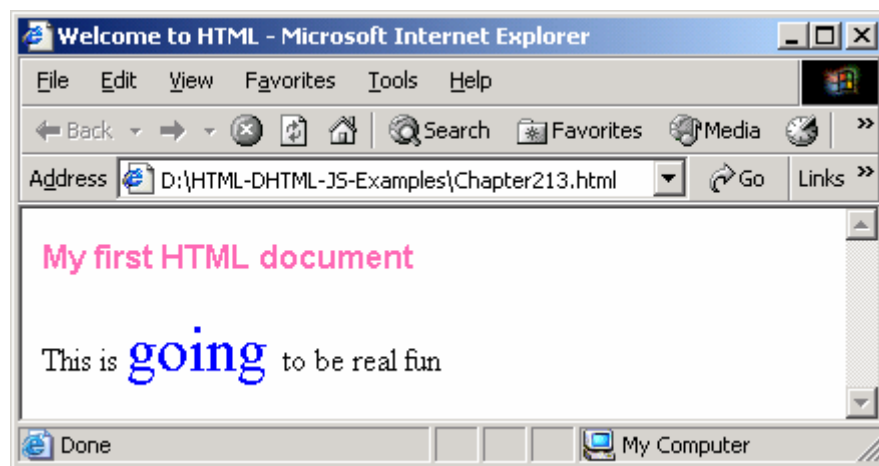 Welcome to HTML - Microsoft Internet Explorer
File Edit View Favorites Tools Help
Back Search Favorites Media »
Address D:\HTML-DHTML-JS-Examples\Chapter213.html Go Links »
My first HTML document
This is going to be real fun
Done My Computer